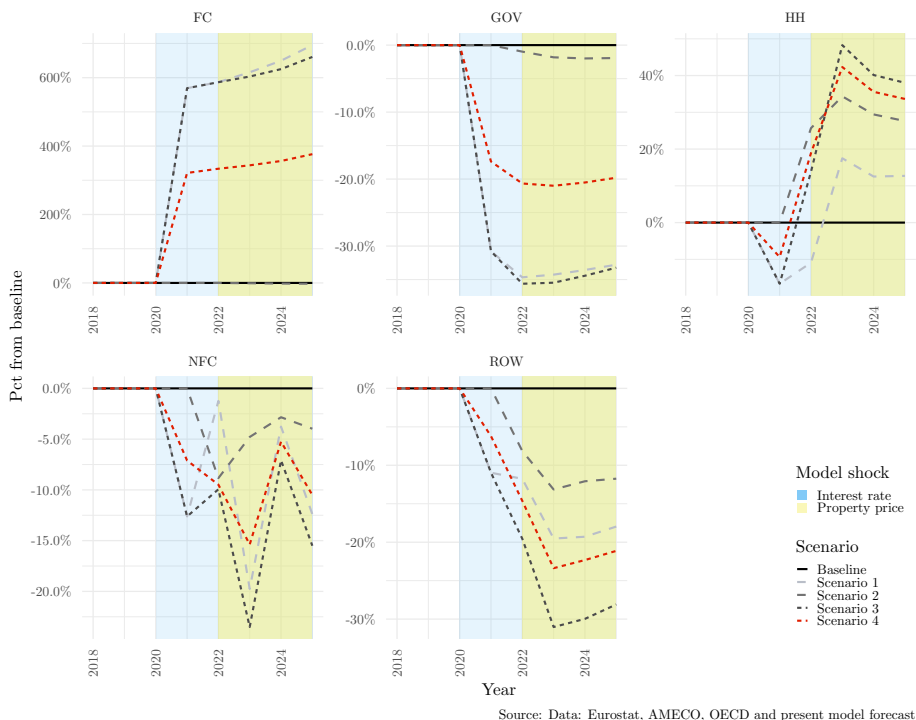 FC
GOV
HH
600%
400%
200%
0%
0.0%
-10.0%
-20.0%
-30.0%
40%
20%
0%
2018
2020
2022
2024
2018
2020
2022
2024
2018
2020
2022
2024
Pct from baseline
NFC
ROW
0.0%
-5.0%
-10.0%
-15.0%
-20.0%
0%
-10%
-20%
-30%
2018
2020
2022
2024
2018
2020
2022
2024
Model shock
Interest rate
Property price
Scenario
Baseline
Scenario 1
Scenario 2
Scenario 3
Scenario 4
Year
Source: Data: Eurostat, AMECO, OECD and present model forecast